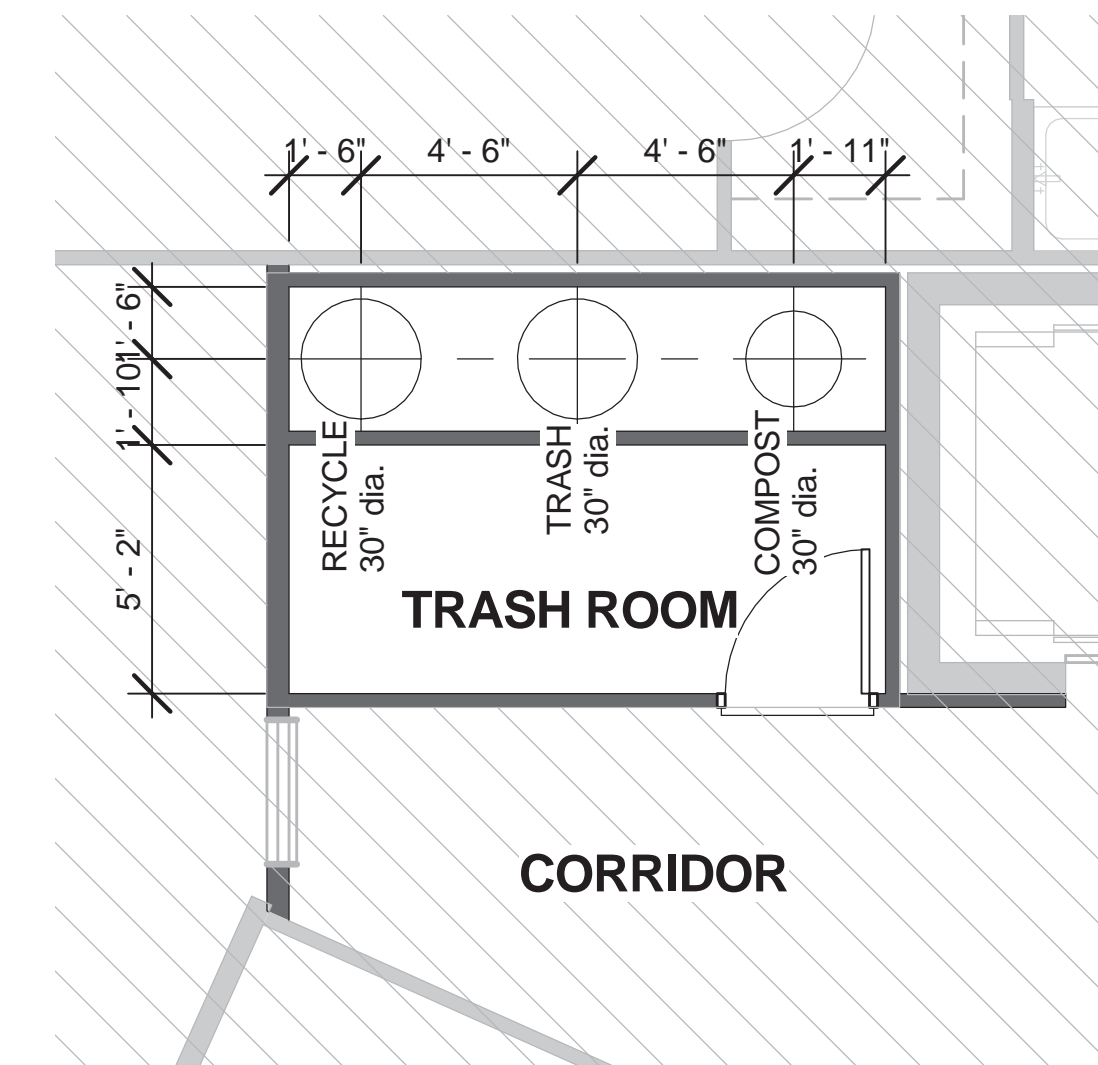 1' - 6"
4' - 6"
4' - 6"
1' - 11"
1' - 6"
1' - 10"
5' - 2"
RECYCLE
30" dia.
TRASH
30" dia.
COMPOST
30" dia.
TRASH ROOM
CORRIDOR